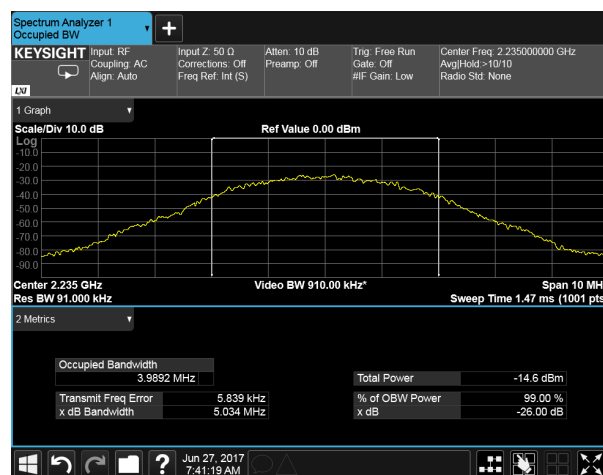 Spectrum Analyzer 1
Occupied BW
KEYSIGHT
LXI
Input: RF
Coupling: AC
Align: Auto
Input Z: 50 Ω
Corrections: Off
Freq Ref: Int (S)
Atten: 10 dB
Preamp: Off
Trig: Free Run
Gate: Off
#IF Gain: Low
Center Freq: 2.235000000 GHz
Avg|Hold:>10/10
Radio Std: None
1 Graph
Scale/Div 10.0 dB
Ref Value 0.00 dBm
Log
-10.0
-20.0
-30.0
-40.0
-50.0
-60.0
-70.0
-80.0
-90.0
Center 2.235 GHz
Video BW 910.00 kHz*
Span 10 MH
Res BW 91.000 kHz
Sweep Time 1.47 ms (1001 pts
2 Metrics
Occupied Bandwidth
3.9892 MHz
Total Power -14.6 dBm
Transmit Freq Error 5.839 kHz
% of OBW Power 99.00 %
x dB Bandwidth 5.034 MHz
x dB -26.00 dB
?
Jun 27, 2017
7:41:19 AM